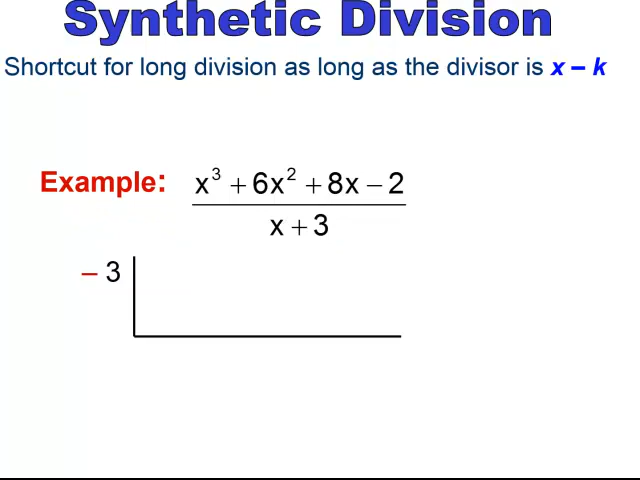 Synthetic Division
Shortcut for long division as long as the divisor is x – k
Example:
x³ + 6x² + 8x − 2
x + 3
– 3